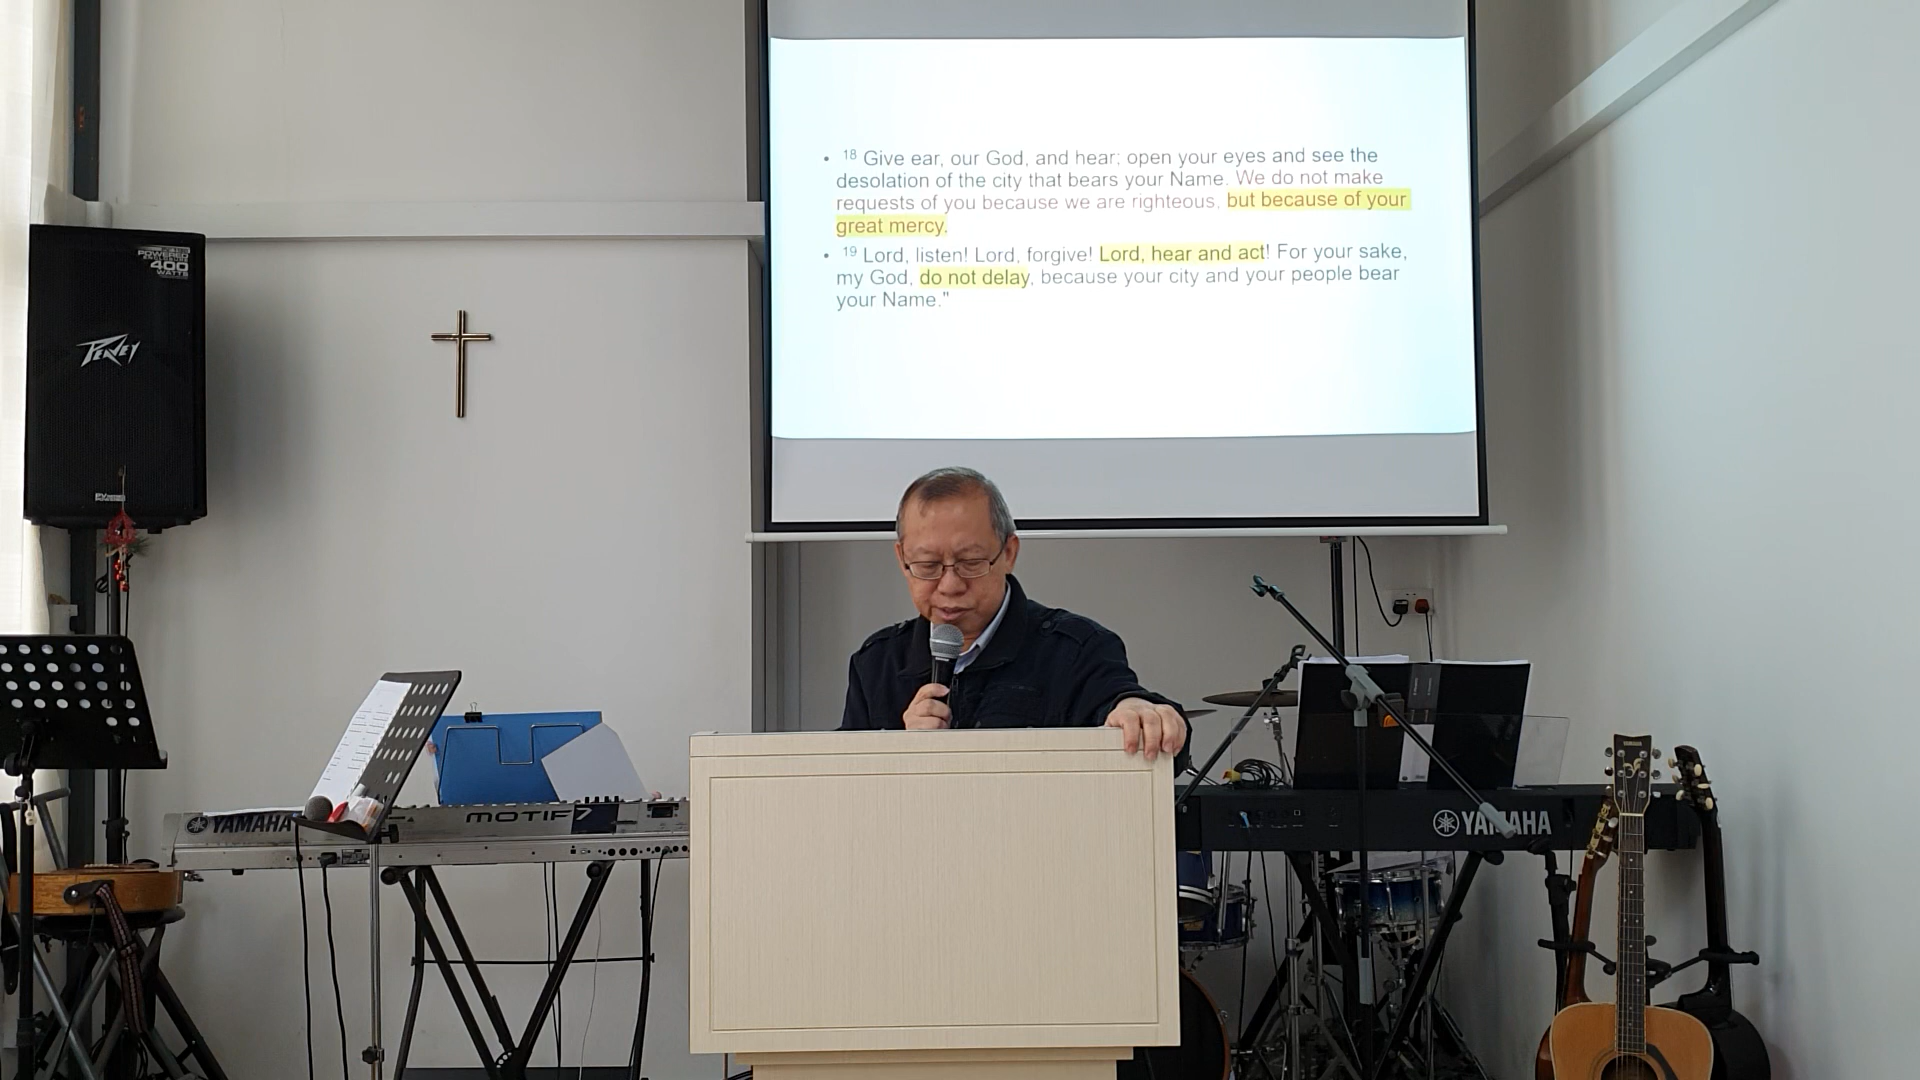 18 Give ear, our God, and hear; open your eyes and see the
desolation of the city that bears your Name. We do not make
requests of you because we are righteous, but because of your
great mercy.
19 Lord, listen! Lord, forgive! Lord, hear and act! For your sake,
my God, do not delay, because your city and your people bear
your Name."
POWERED
400
WATTS
PEAVEY
YAMAHA
MOTIF7
YAMAHA
YAMAHA